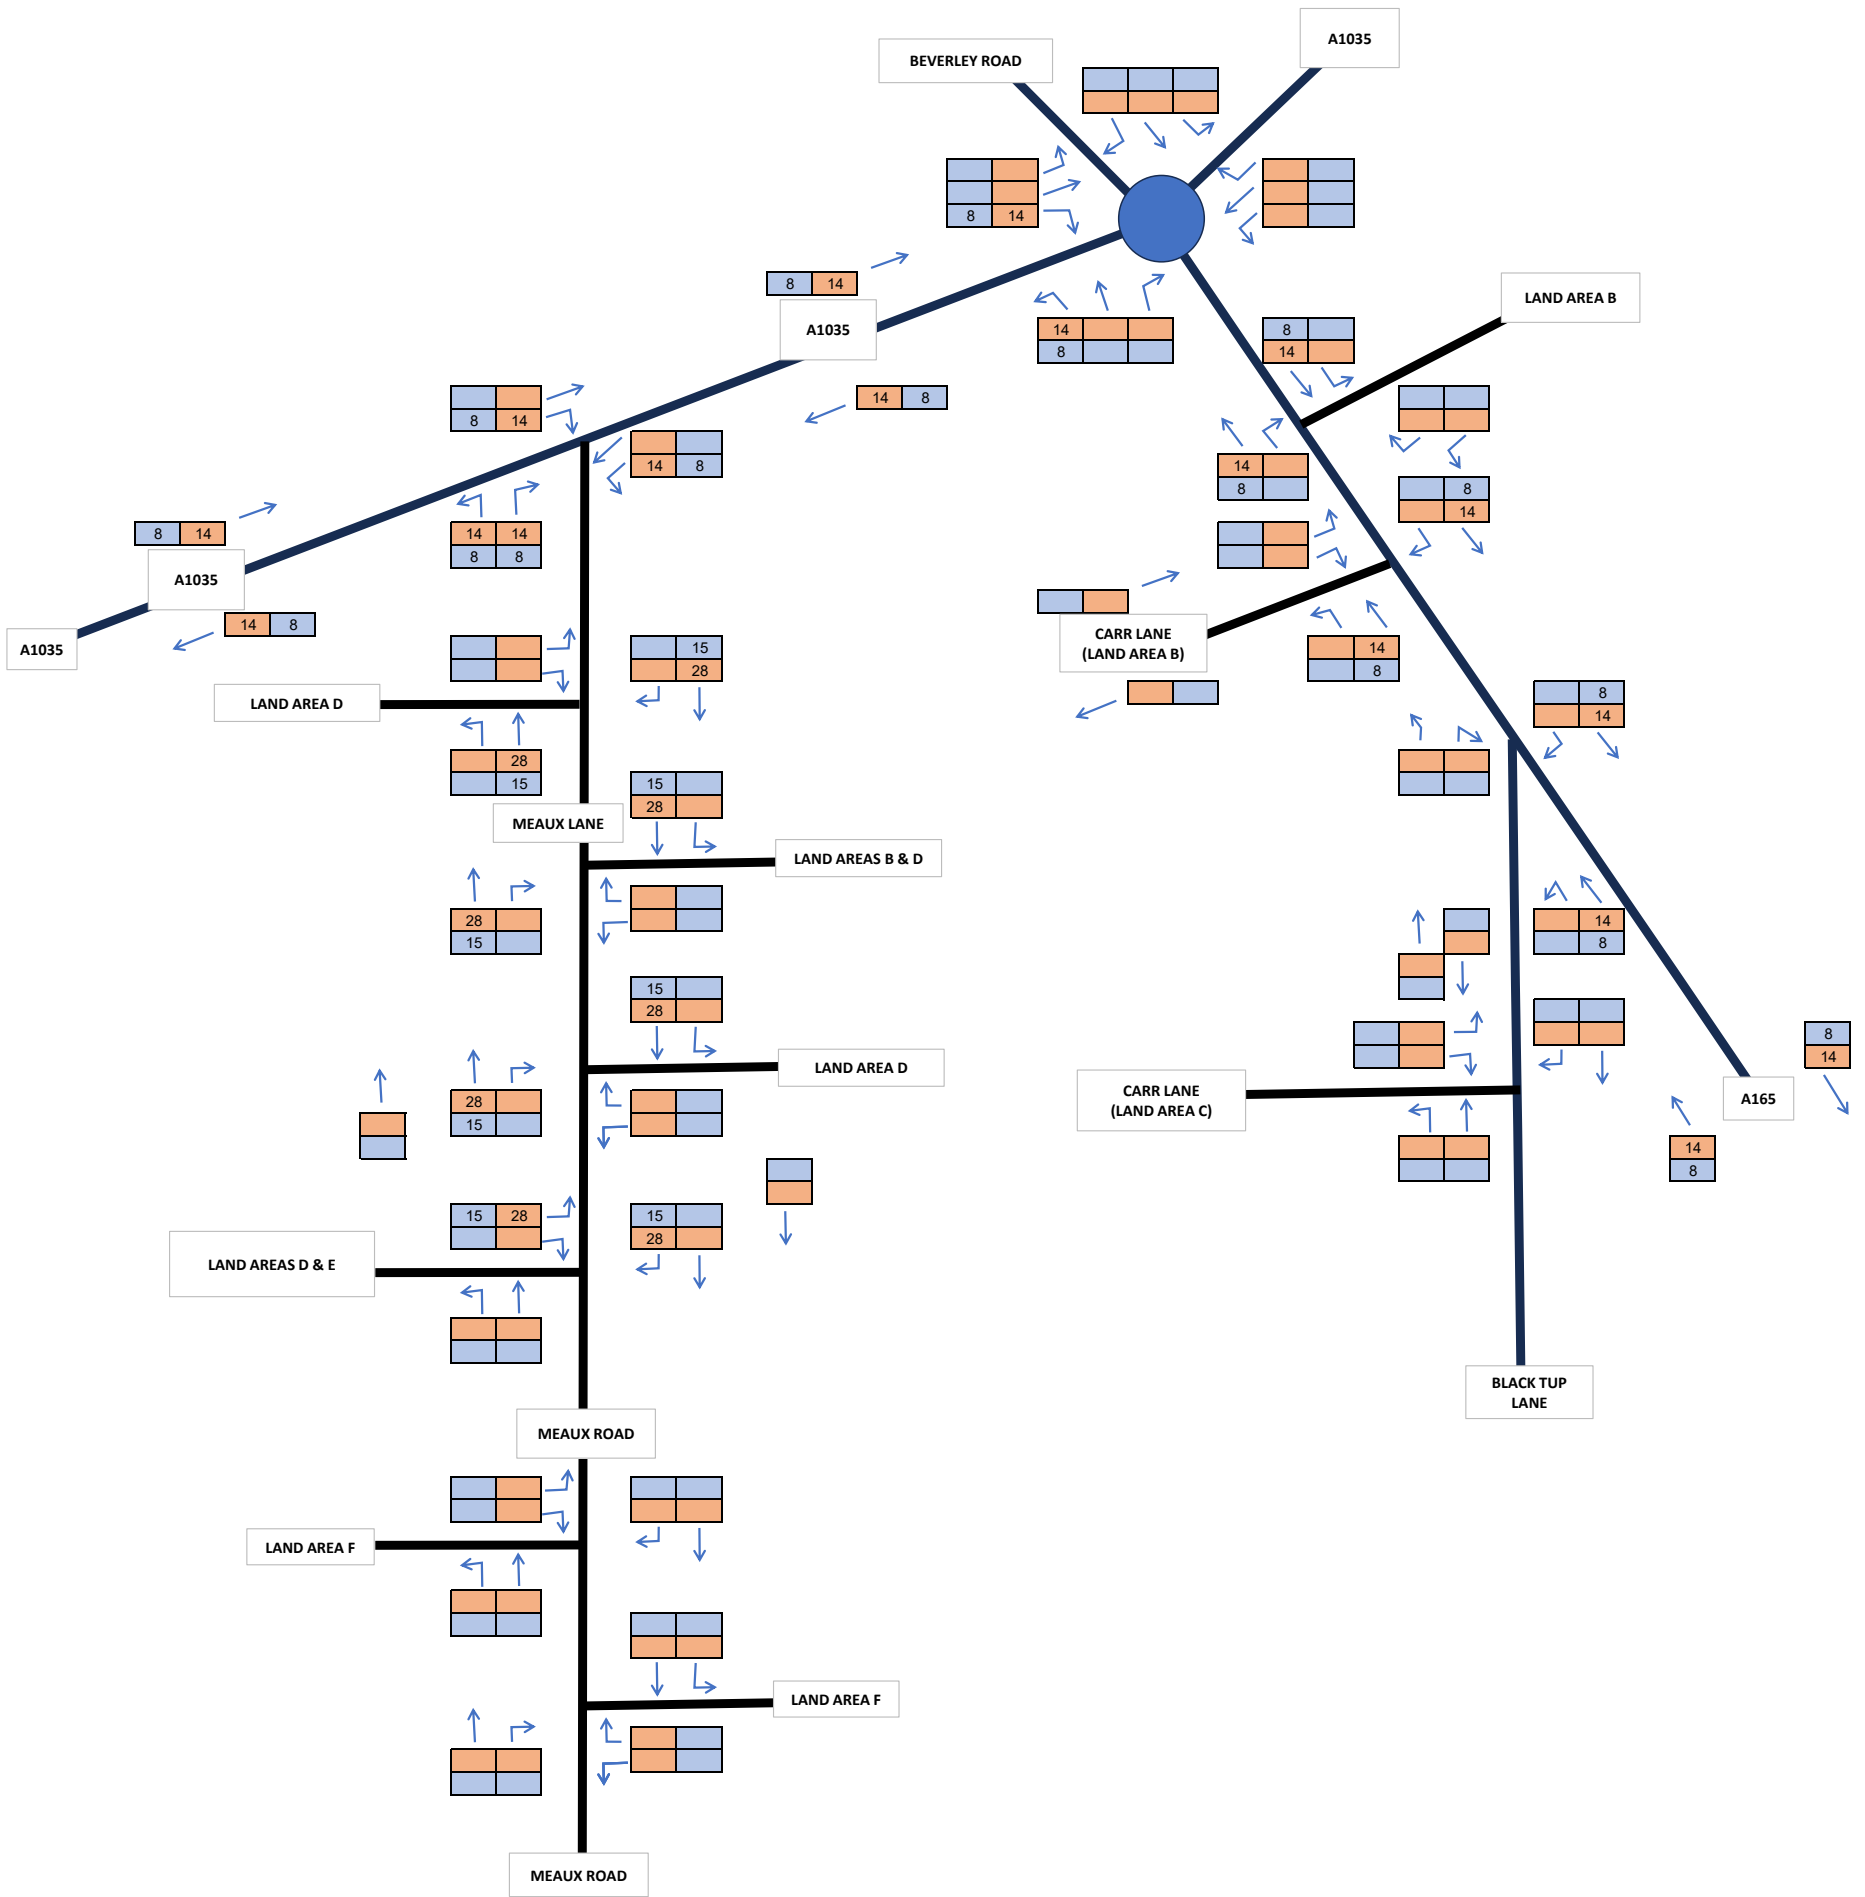 A1035
BEVERLEY ROAD
8 14
8 14
LAND AREA B
A1035
14
8
8
14
14 8
8 14
14 8
14
8
8
14
8 14
A1035
14 14
8 8
14 8
A1035
CARR LANE
(LAND AREA B)
14
8
15
28
LAND AREA D
8
14
28
15
15
28
MEAUX LANE
LAND AREAS B & D
28
15
14
8
15
28
LAND AREA D
28
15
8
14
CARR LANE
(LAND AREA C)
A165
14
8
15 28
15
28
LAND AREAS D & E
BLACK TUP
LANE
MEAUX ROAD
LAND AREA F
LAND AREA F
MEAUX ROAD